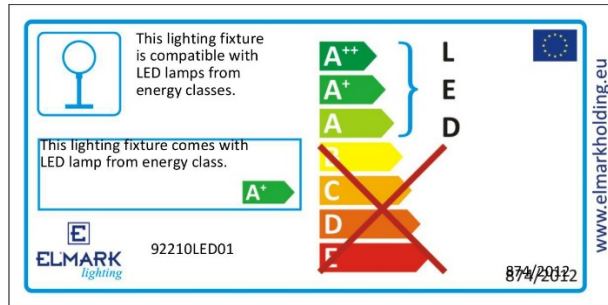 This lighting fixture
is compatible with
LED lamps from
energy classes.
A++
A+
A
B
C
D
E
L
E
D
This lighting fixture comes with
LED lamp from energy class.
A+
E
ELMARK
lighting
92210LED01
874/2012
874/2012
www.elmarkholding.eu